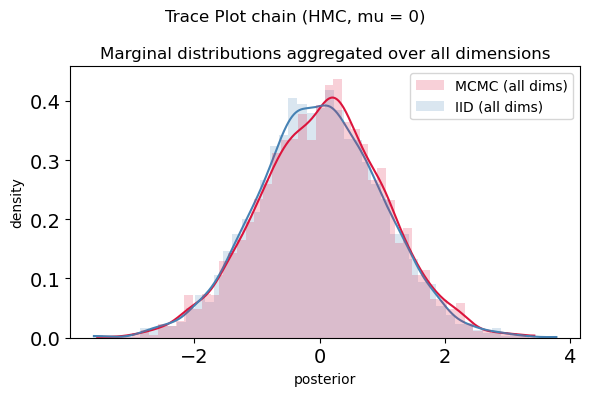 Trace Plot chain (HMC, mu = 0)
Marginal distributions aggregated over all dimensions
MCMC (all dims)
IID (all dims)
density
0.4
0.3
0.2
0.1
0.0
−2
0
2
4
posterior